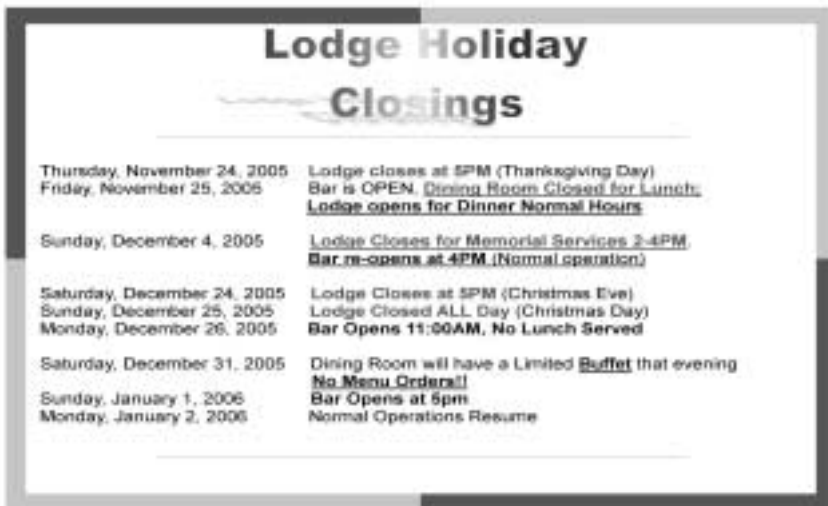 Lodge Holiday
Closings
Thursday, November 24, 2005 Lodge closes at 5PM (Thanksgiving Day)
Friday, November 25, 2005 Bar is OPEN, Dining Room Closed for Lunch;
Lodge opens for Dinner Normal Hours
Sunday, December 4, 2005 Lodge Closes for Memorial Services 2-4PM,
Bar re-opens at 4PM (Normal operation)
Saturday, December 24, 2005 Lodge Closes at 5PM (Christmas Eve)
Sunday, December 25, 2005 Lodge Closed ALL Day (Christmas Day)
Monday, December 26, 2005 Bar Opens 11:00AM, No Lunch Served
Saturday, December 31, 2005 Dining Room will have a Limited Buffet that evening
No Menu Orders!!
Sunday, January 1, 2006 Bar Opens at 5pm
Monday, January 2, 2006 Normal Operations Resume